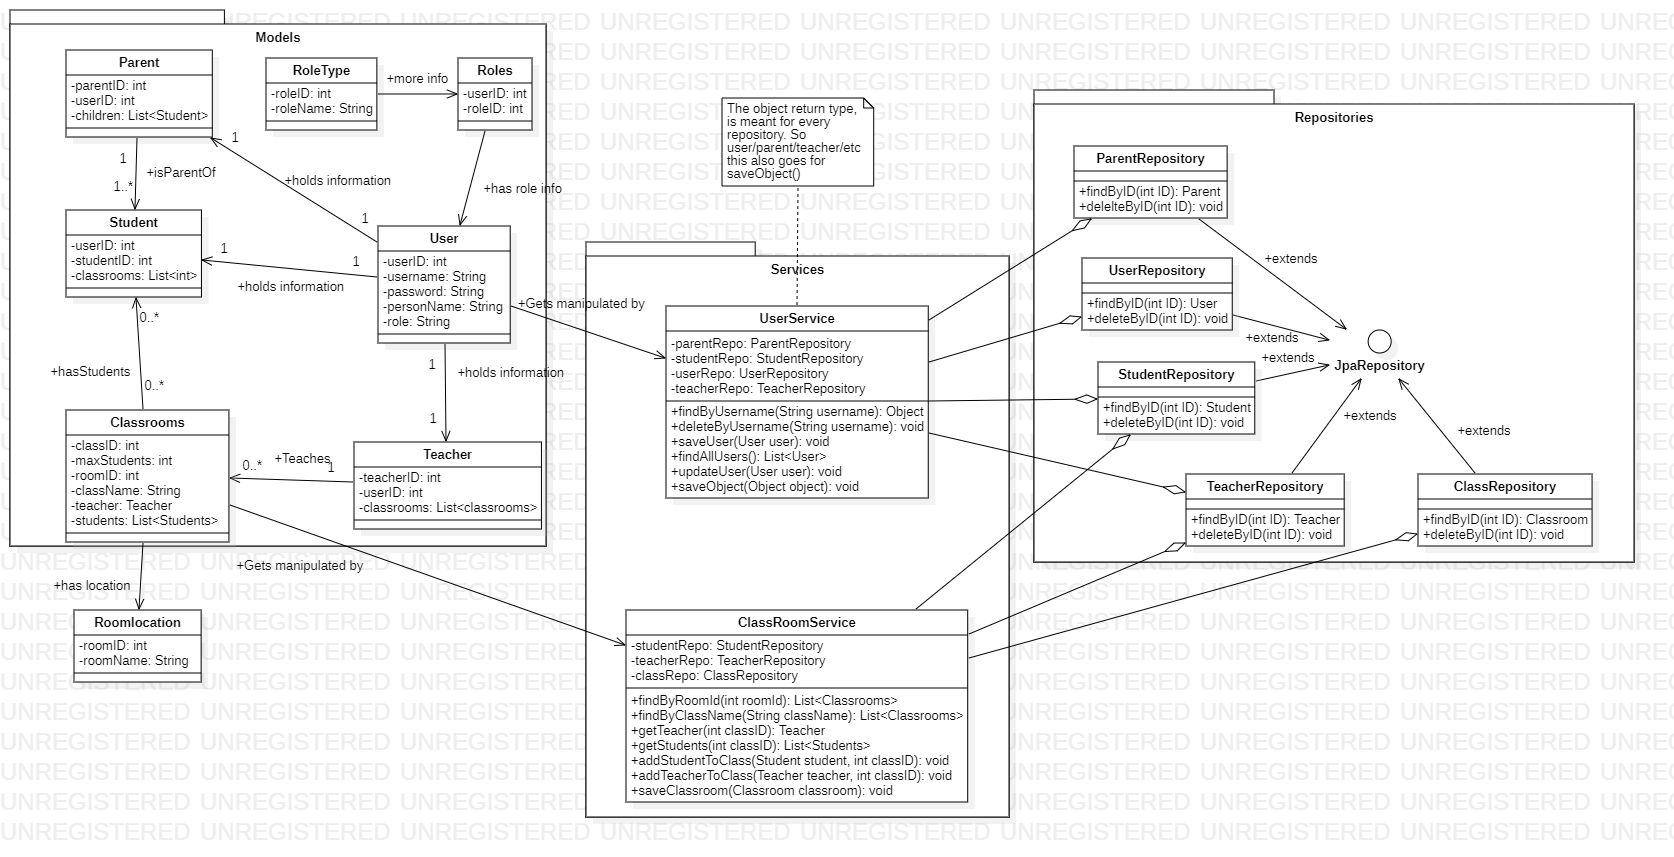 Models
Parent
-parentID: int
-userID: int
-children: List<Student>
RoleType
-roleID: int
-roleName: String
+more info
Roles
-userID: int
-roleID: int
1
+isParentOf
1..*
1
+holds information
1
+has role info
Student
-userID: int
-studentID: int
-classrooms: List<int>
1
1
+holds information
User
-userID: int
-username: String
-password: String
-personName: String
-role: String
+Gets manipulated by
0..*
+hasStudents
0..*
1
+holds information
1
Classrooms
-classID: int
-maxStudents: int
-roomID: int
-className: String
-teacher: Teacher
-students: List<Students>
0..*
+Teaches
1
Teacher
-teacherID: int
-userID: int
-classrooms: List<classrooms>
+Gets manipulated by
+has location
Roomlocation
-roomID: int
-roomName: String
The object return type,
is meant for every
repository. So
user/parent/teacher/etc
this also goes for
saveObject()
Services
UserService
-parentRepo: ParentRepository
-studentRepo: StudentRepository
-userRepo: UserRepository
-teacherRepo: TeacherRepository
+findByUsername(String username): Object
+deleteByUsername(String username): void
+saveUser(User user): void
+findAllUsers(): List<User>
+updateUser(User user): void
+saveObject(Object object): void
ClassRoomService
-studentRepo: StudentRepository
-teacherRepo: TeacherRepository
-classRepo: ClassRepository
+findByRoomId(int roomId): List<Classrooms>
+findByClassName(String className): List<Classrooms>
+getTeacher(int classID): Teacher
+getStudents(int classID): List<Students>
+addStudentToClass(Student student, int classID): void
+addTeacherToClass(Teacher teacher, int classID): void
+saveClassroom(Classroom classroom): void
Repositories
ParentRepository
+findByID(int ID): Parent
+delelteByID(int ID): void
+extends
UserRepository
+findByID(int ID): User
+deleteByID(int ID): void
+extends
+extends
JpaRepository
StudentRepository
+findByID(int ID): Student
+deleteByID(int ID): void
+extends
+extends
TeacherRepository
+findByID(int ID): Teacher
+deleteByID(int ID): void
ClassRepository
+findByID(int ID): Classroom
+deleteByID(int ID): void
UNREGISTERED